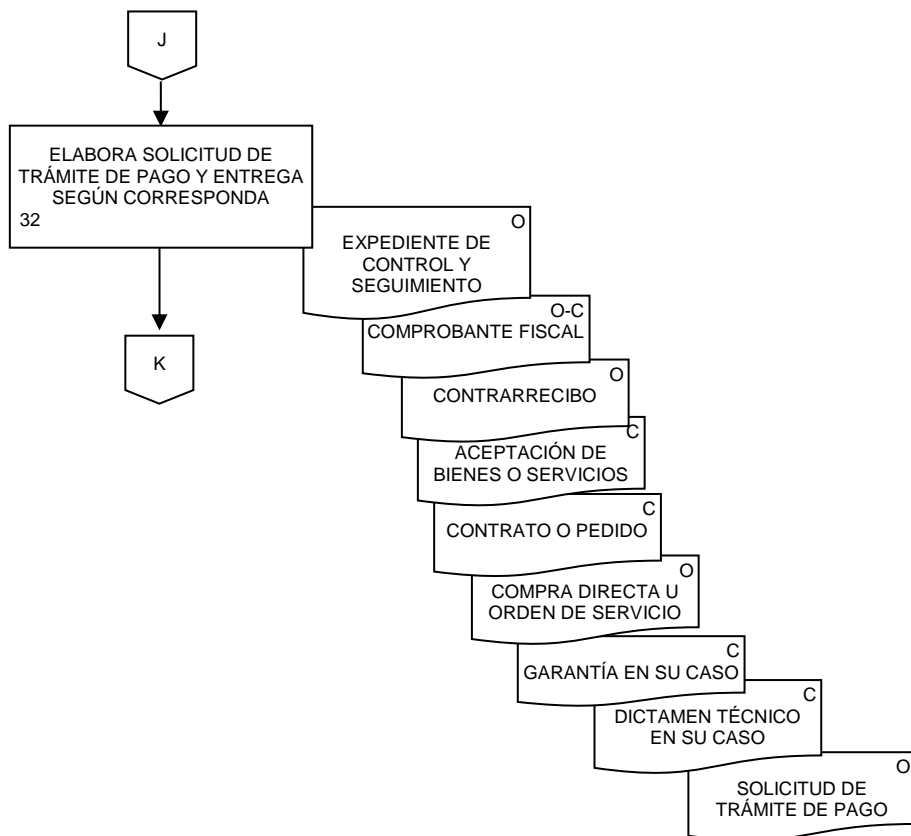 J
ELABORA SOLICITUD DE
TRÁMITE DE PAGO Y ENTREGA
SEGÚN CORRESPONDA
32
O
EXPEDIENTE DE
CONTROL Y
SEGUIMIENTO
O-C
COMPROBANTE FISCAL
K
O
CONTRARRECIBO
C
ACEPTACIÓN DE
BIENES O SERVICIOS
C
CONTRATO O PEDIDO
O
COMPRA DIRECTA U
ORDEN DE SERVICIO
C
GARANTÍA EN SU CASO
C
DICTAMEN TÉCNICO
EN SU CASO
O
SOLICITUD DE
TRÁMITE DE PAGO